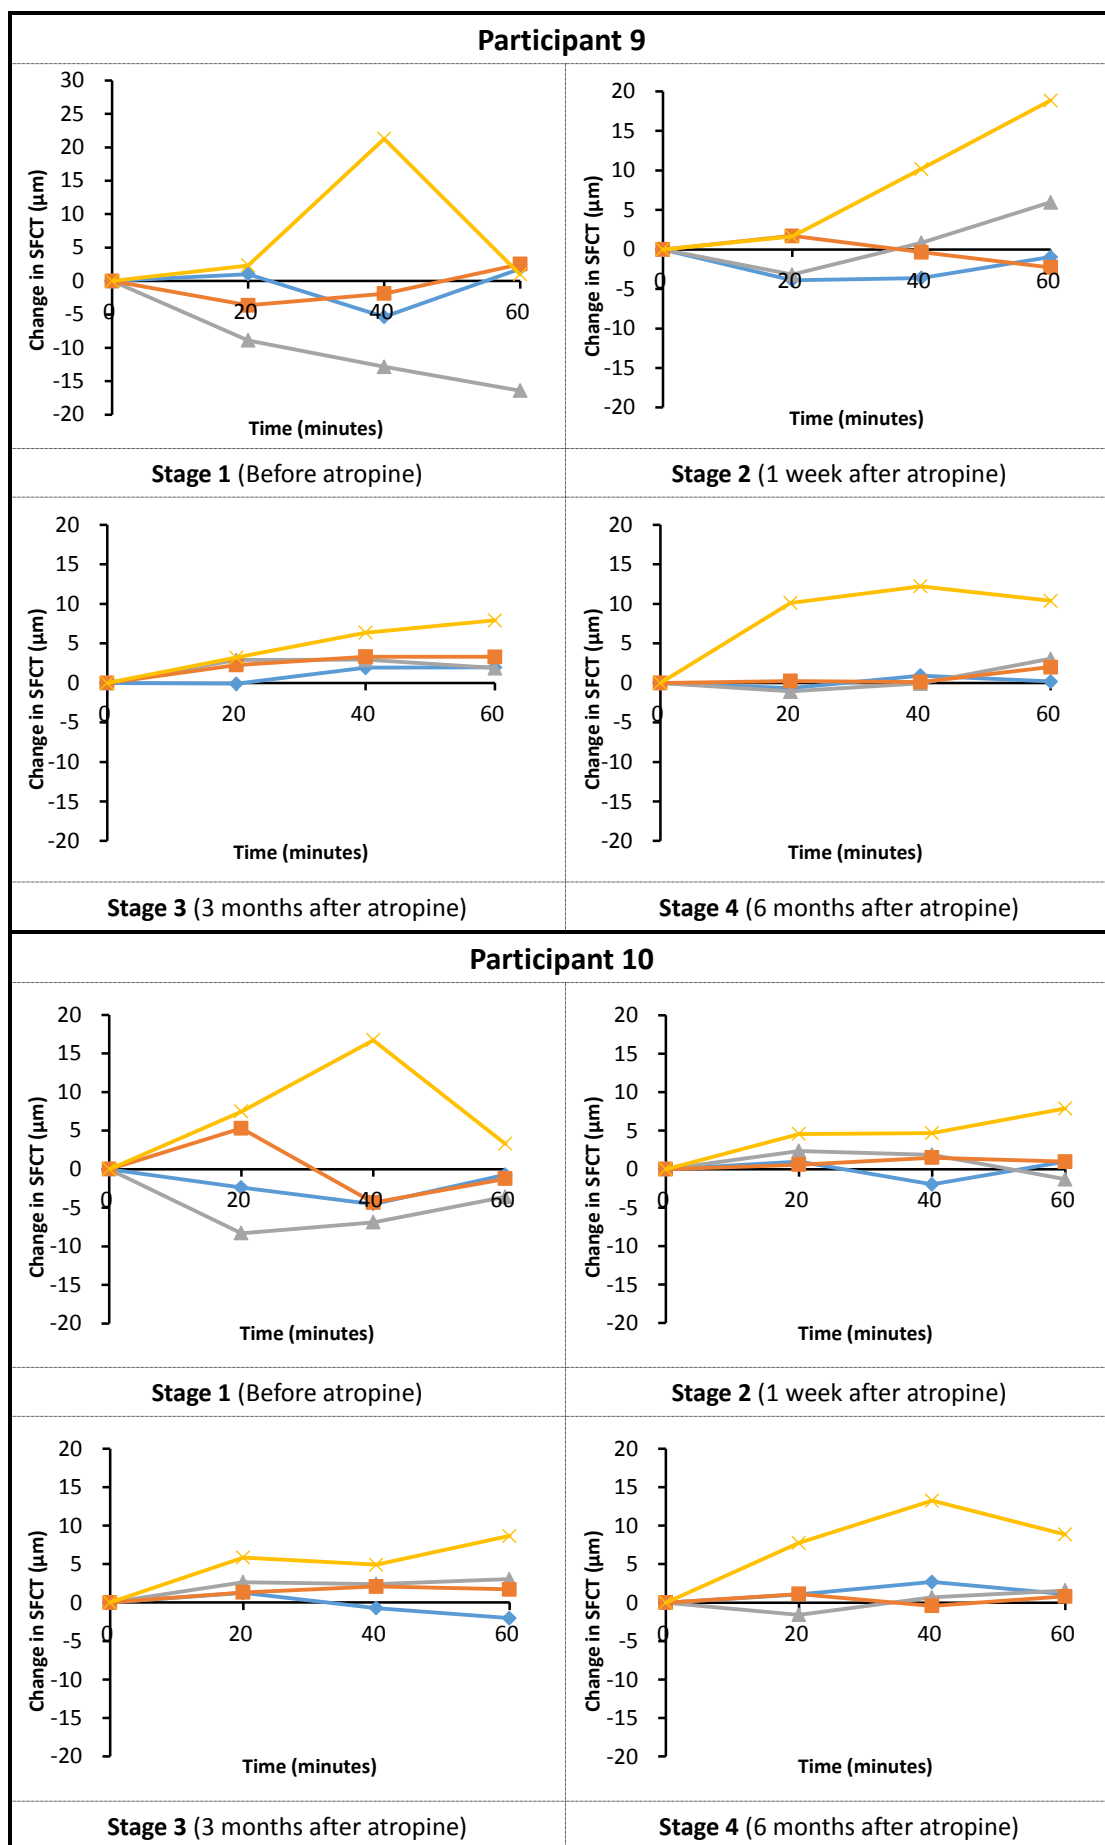 Participant 9
30
25
20
15
10
5
0
-5
-10
-15
-20
0 20 40 60
Change in SFCT (µm)
Time (minutes)
20
15
10
5
0
-5
-10
-15
-20
0 20 40 60
Change in SFCT (µm)
Time (minutes)
Stage 1 (Before atropine)
Stage 2 (1 week after atropine)
20
15
10
5
0
-5
-10
-15
-20
0 20 40 60
Change in SFCT (µm)
Time (minutes)
20
15
10
5
0
-5
-10
-15
-20
0 20 40 60
Change in SFCT (µm)
Time (minutes)
Stage 3 (3 months after atropine)
Stage 4 (6 months after atropine)
Participant 10
20
15
10
5
0
-5
-10
-15
-20
0 20 40 60
Change in SFCT (µm)
Time (minutes)
20
15
10
5
0
-5
-10
-15
-20
0 20 40 60
Change in SFCT (µm)
Time (minutes)
Stage 1 (Before atropine)
Stage 2 (1 week after atropine)
20
15
10
5
0
-5
-10
-15
-20
0 20 40 60
Change in SFCT (µm)
Time (minutes)
20
15
10
5
0
-5
-10
-15
-20
0 20 40 60
Change in SFCT (µm)
Time (minutes)
Stage 3 (3 months after atropine)
Stage 4 (6 months after atropine)